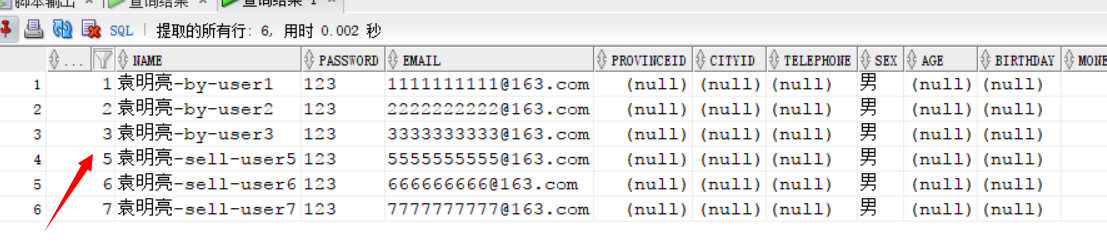 脚本输出 × 查询结果 × 查询结果 1 ×
SQL | 提取的所有行: 6, 用时 0.002 秒
... NAME PASSWORD EMAIL PROVINCEID CITYID TELEPHONE SEX AGE BIRTHDAY MONE
1 1 袁明亮-by-user1 123 1111111111@163.com (null) (null) (null) 男 (null) (null)
2 2 袁明亮-by-user2 123 2222222222@163.com (null) (null) (null) 男 (null) (null)
3 3 袁明亮-by-user3 123 3333333333@163.com (null) (null) (null) 男 (null) (null)
4 5 袁明亮-sell-user5 123 5555555555@163.com (null) (null) (null) 男 (null) (null)
5 6 袁明亮-sell-user6 123 666666666@163.com (null) (null) (null) 男 (null) (null)
6 7 袁明亮-sell-user7 123 7777777777@163.com (null) (null) (null) 男 (null) (null)